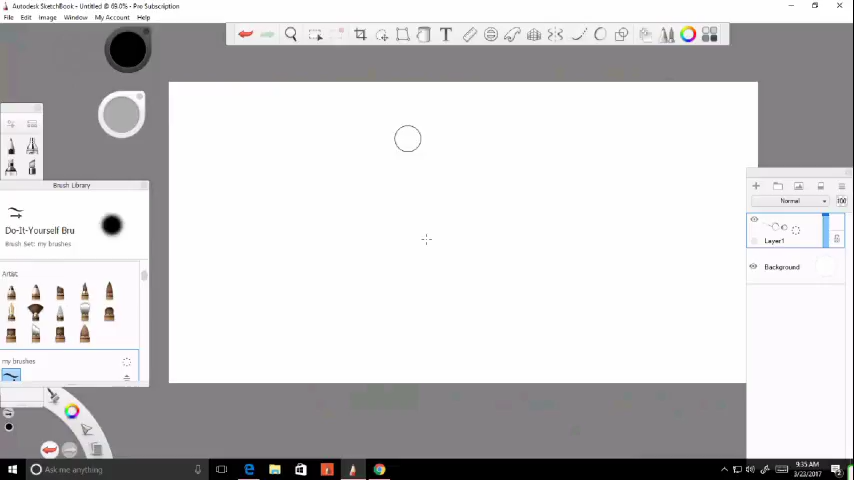 Autodesk SketchBook - Untitled @ 69.0% - Pre Subscription
File Edit Image Window My Account Help
Brush Library
Do-It-Yourself Bru
Brush Set: my brushes
Artist
my brushes
Normal
100
Layer1
Background
Ask me anything
9:35 AM
3/23/2017